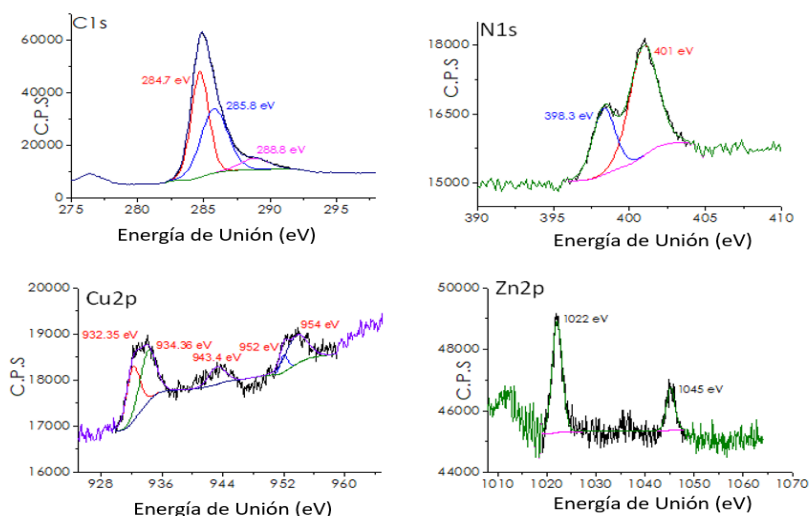 C1s
60000
40000
20000
0
C.P.S
284.7 eV
285.8 eV
288.8 eV
275 280 285 290 295
Energía de Unión (eV)
N1s
18000
16500
15000
C.P.S
401 eV
398.3 eV
390 395 400 405 410
Energía de Unión (eV)
Cu2p
20000
19000
18000
17000
16000
C.P.S
932.35 eV
934.36 eV
943.4 eV
952 eV
954 eV
928 936 944 952 960
Energía de Unión (eV)
Zn2p
50000
48000
46000
44000
C.P.S
1022 eV
1045 eV
1010 1020 1030 1040 1050 1060 1070
Energía de Unión (eV)